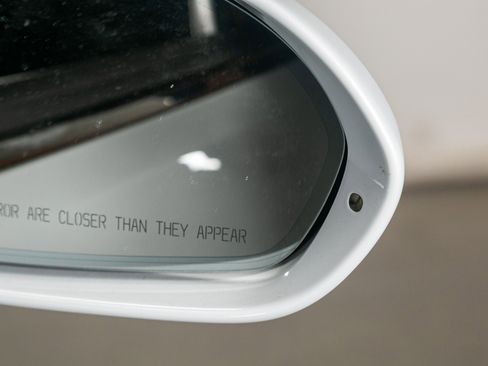 ROR ARE CLOSER THAN THEY APPEAR